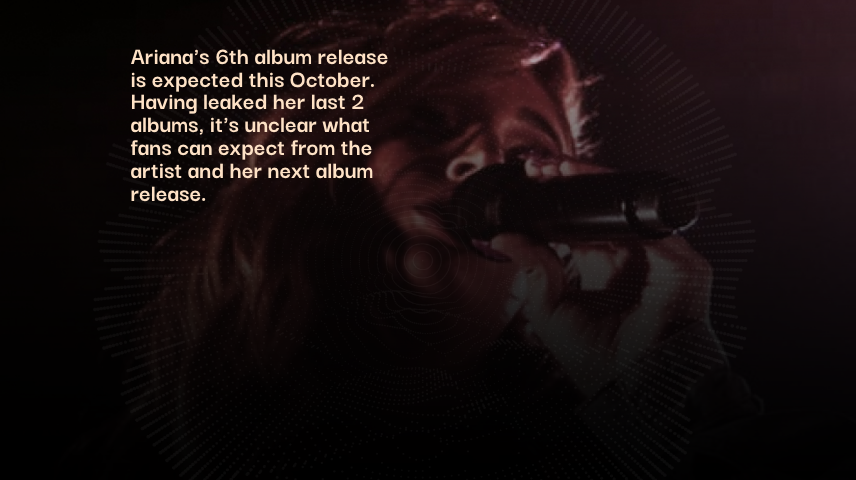 Ariana's 6th album release
is expected this October.
Having leaked her last 2
albums, it's unclear what
fans can expect from the
artist and her next album
release.